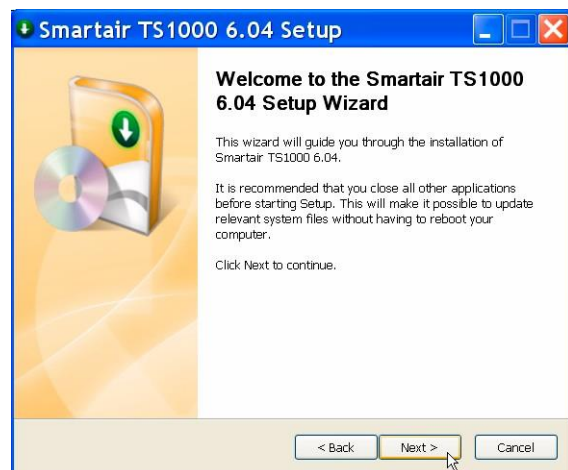 Smartair TS1000 6.04 Setup
Welcome to the Smartair TS1000
6.04 Setup Wizard
This wizard will guide you through the installation of
Smartair TS1000 6.04.
It is recommended that you close all other applications
before starting Setup. This will make it possible to update
relevant system files without having to reboot your
computer.
Click Next to continue.
< Back
Next >
Cancel